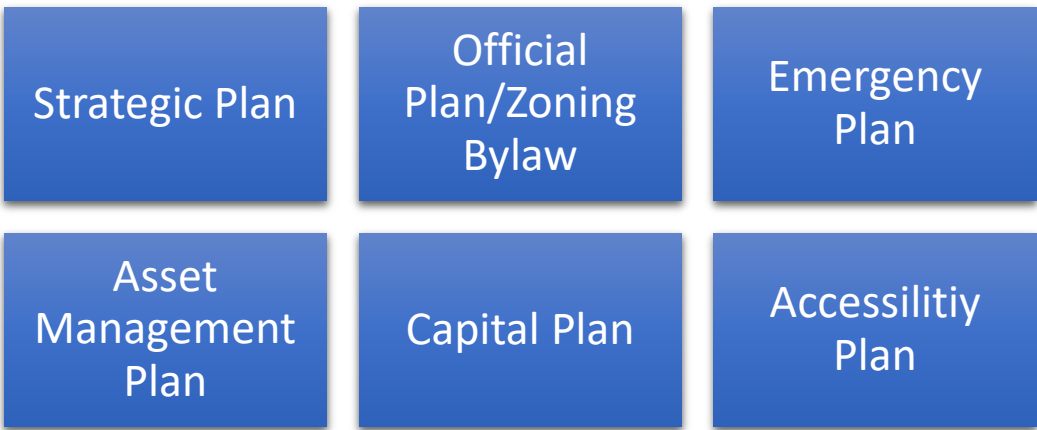 Strategic Plan
Official
Plan/Zoning
Bylaw
Emergency
Plan
Asset
Management
Plan
Capital Plan
Accessilitiy
Plan